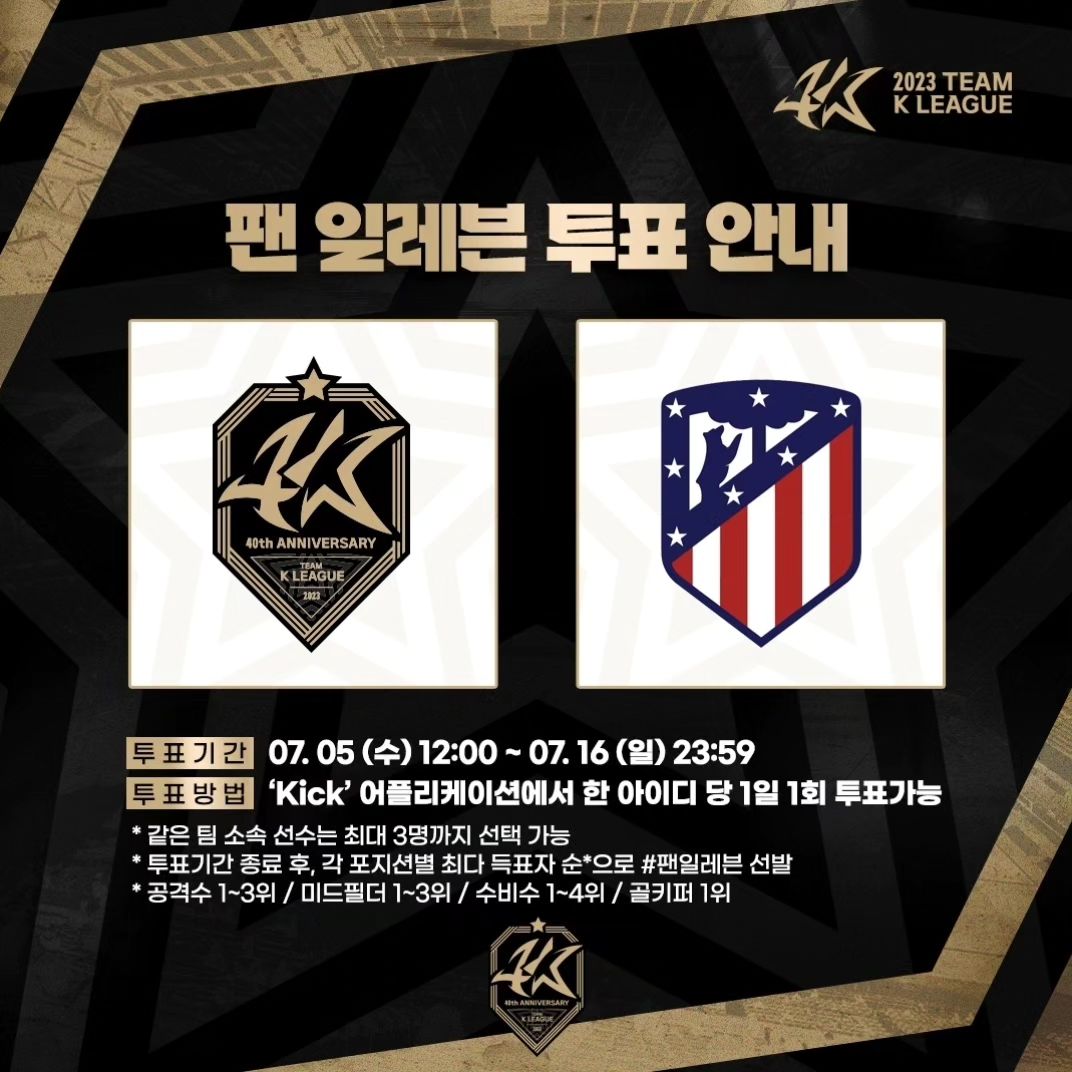 2023 TEAM
K LEAGUE
팬 일레븐 투표 안내
40th ANNIVERSARY
TEAM
K LEAGUE
2023
투표기간 07. 05 (수) 12:00 ~ 07. 16 (일) 23:59
투표방법 ‘Kick’ 어플리케이션에서 한 아이디 당 1일 1회 투표가능
* 같은 팀 소속 선수는 최대 3명까지 선택 가능
* 투표기간 종료 후, 각 포지션별 최다 득표자 순*으로 #팬일레븐 선발
* 공격수 1~3위 / 미드필더 1~3위 / 수비수 1~4위 / 골키퍼 1위
40th ANNIVERSARY
TEAM
K LEAGUE
2023